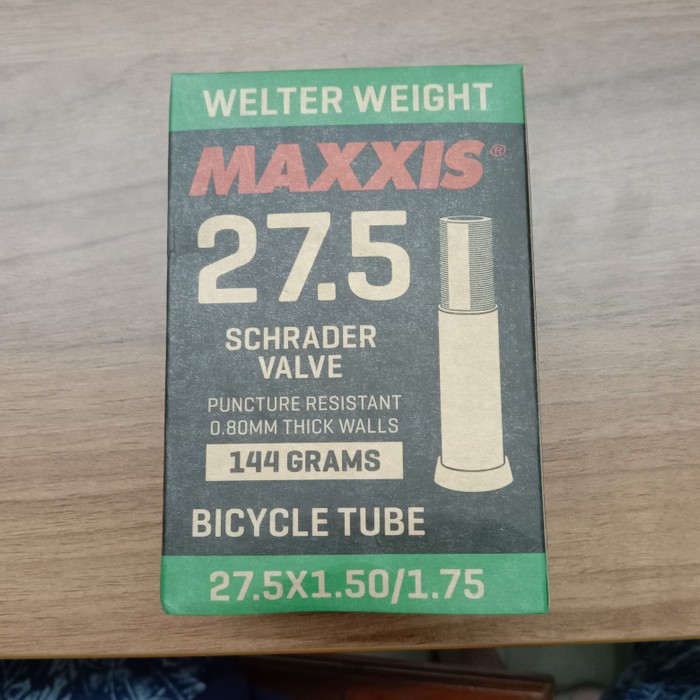 WELTER WEIGHT
MAXXIS®
27.5
SCHRADER
VALVE
PUNCTURE RESISTANT
0.80MM THICK WALLS
144 GRAMS
BICYCLE TUBE
27.5X1.50/1.75